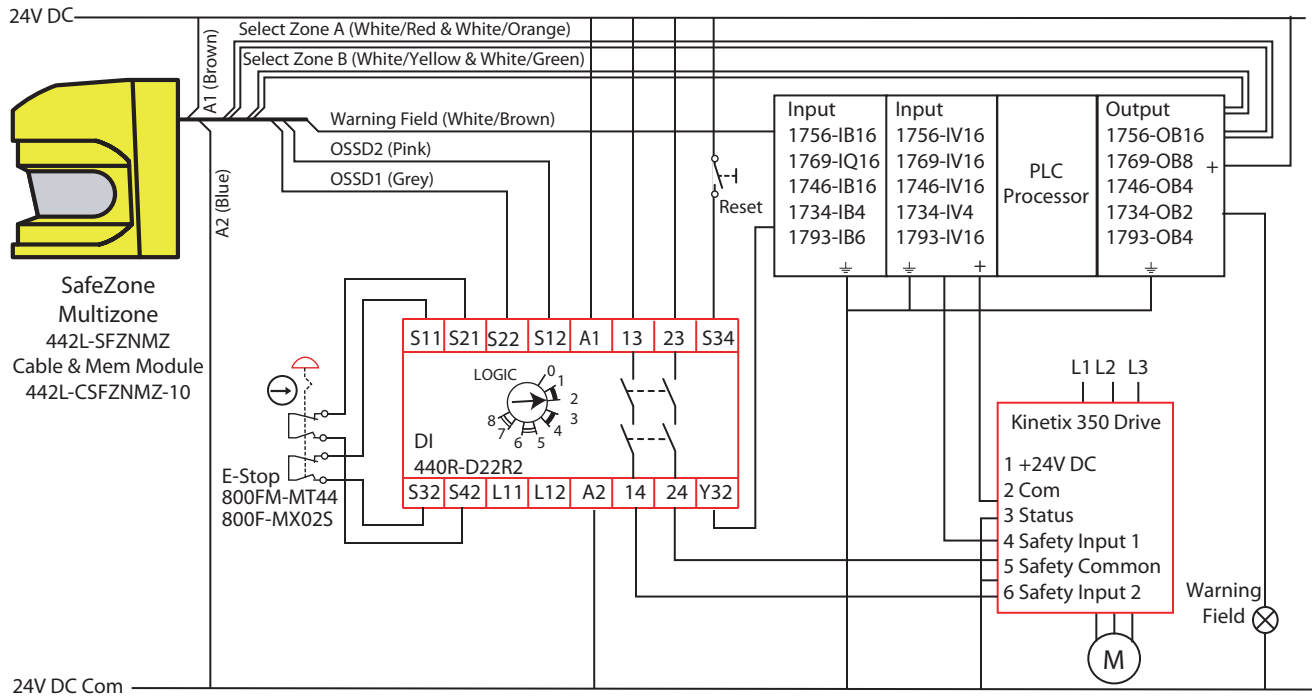 24V DC
Select Zone A (White/Red & White/Orange)
Select Zone B (White/Yellow & White/Green)
A1 (Brown)
Warning Field (White/Brown)
OSSD2 (Pink)
OSSD1 (Grey)
A2 (Blue)
Reset
Input
1756-IB16
1769-IQ16
1746-IB16
1734-IB4
1793-IB6
Input
1756-IV16
1769-IV16
1746-IV16
1734-IV4
1793-IV16
+
PLC
Processor
Output
1756-OB16
1769-OB8
+
1746-OB4
1734-OB2
1793-OB4
SafeZone
Multizone
442L-SFZNMZ
Cable & Mem Module
442L-CSFZNMZ-10
S11 S21 S22 S12 A1 13 23 S34
LOGIC
0
1
2
3
4
5
6
7
8
DI
440R-D22R2
S32 S42 L11 L12 A2 14 24 Y32
E-Stop
800FM-MT44
800F-MX02S
L1 L2 L3
Kinetix 350 Drive
1 +24V DC
2 Com
3 Status
4 Safety Input 1
5 Safety Common
6 Safety Input 2
M
Warning
Field
24V DC Com